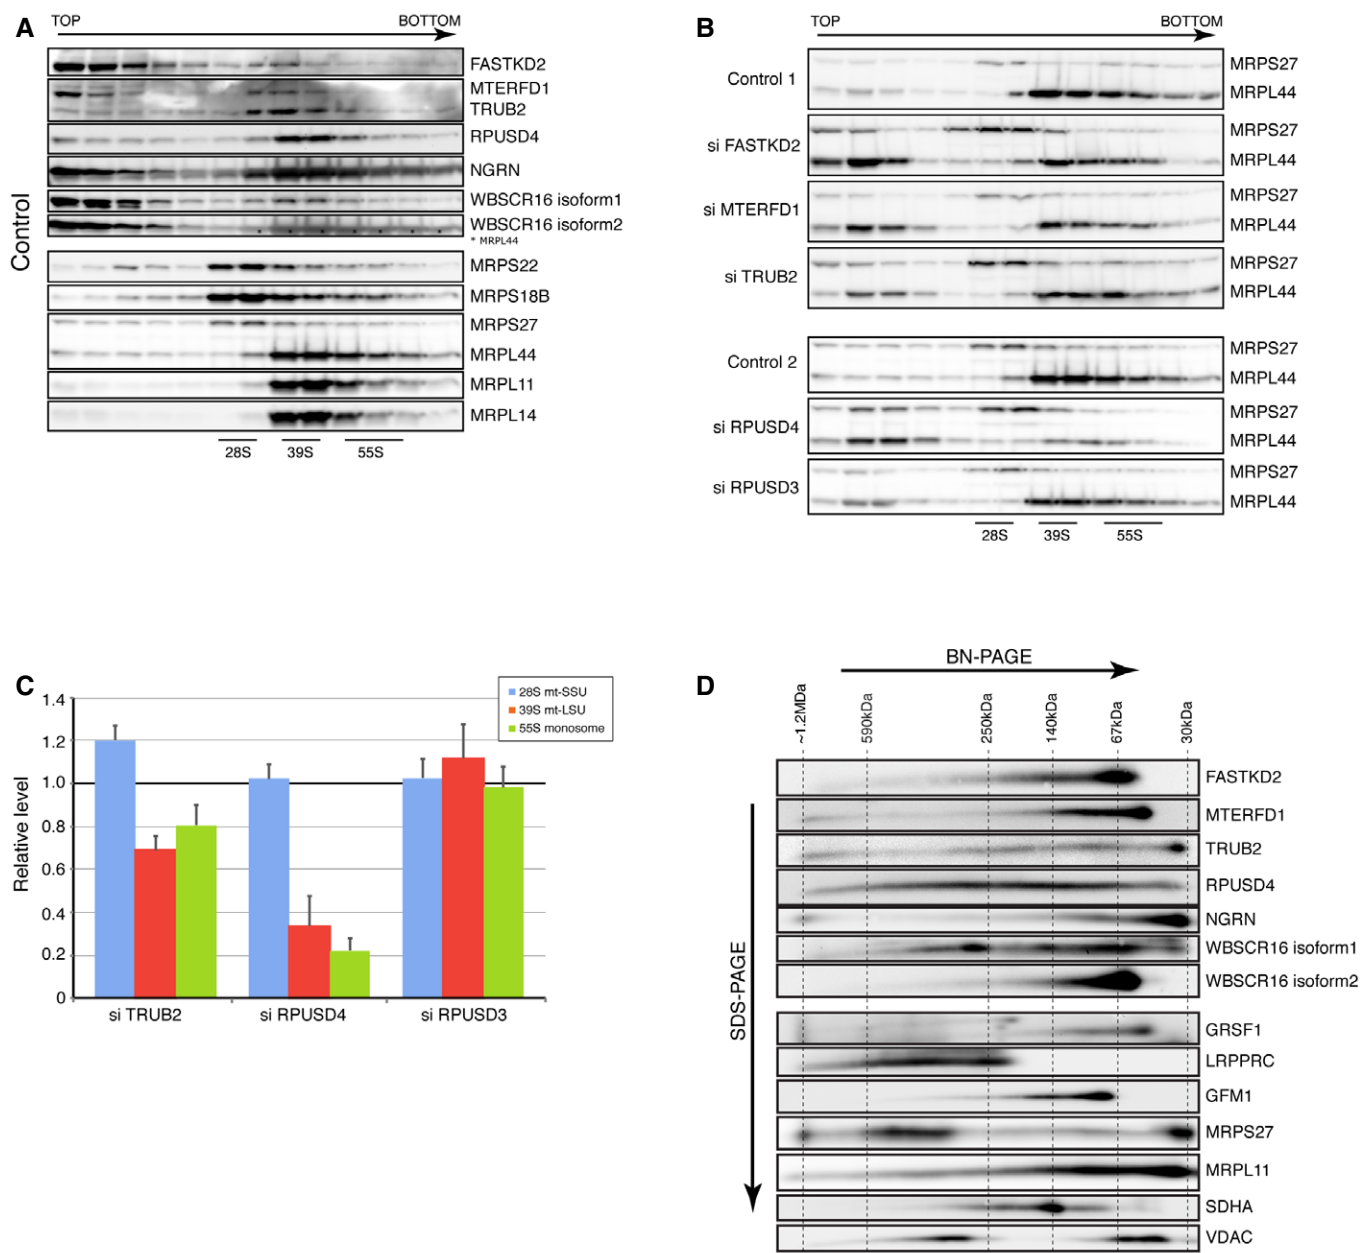 A
TOP
BOTTOM
Control
FASTKD2
MTERFD1
TRUB2
RPUSD4
NGRN
WBSCR16 isoform1
WBSCR16 isoform2
* MRPL44
MRPS22
MRPS18B
MRPS27
MRPL44
MRPL11
MRPL14
28S
39S
55S
B
TOP
BOTTOM
Control 1
MRPS27
MRPL44
si FASTKD2
MRPS27
MRPL44
si MTERFD1
MRPS27
MRPL44
si TRUB2
MRPS27
MRPL44
Control 2
MRPS27
MRPL44
si RPUSD4
MRPS27
MRPL44
si RPUSD3
MRPS27
MRPL44
28S
39S
55S
C
28S mt-SSU
39S mt-LSU
55S monosome
Relative level
1.4
1.2
1.0
0.8
0.6
0.4
0.2
0
si TRUB2
si RPUSD4
si RPUSD3
D
BN-PAGE
~1.2MDa
590kDa
250kDa
140kDa
67kDa
30kDa
SDS-PAGE
FASTKD2
MTERFD1
TRUB2
RPUSD4
NGRN
WBSCR16 isoform1
WBSCR16 isoform2
GRSF1
LRPPRC
GFM1
MRPS27
MRPL11
SDHA
VDAC